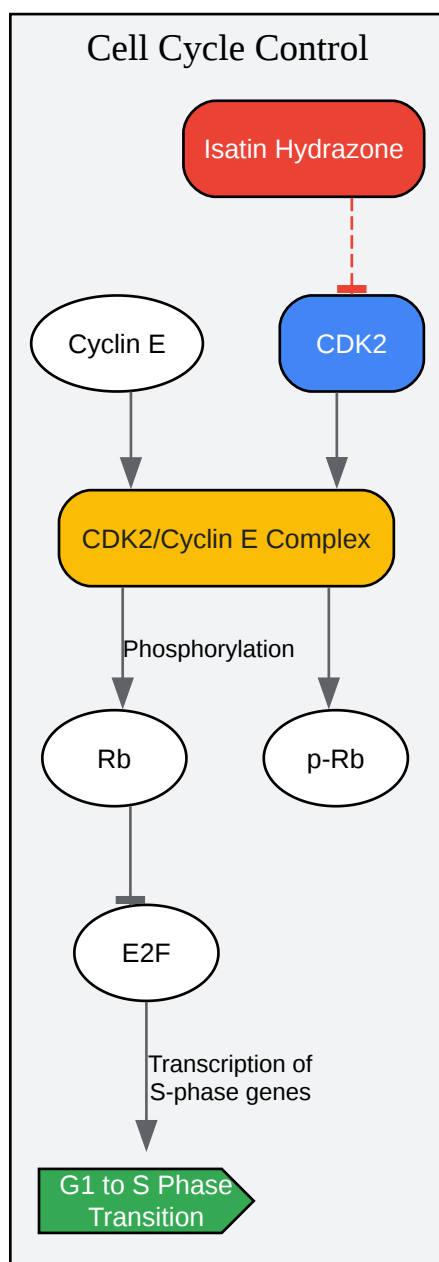 Cell Cycle Control
Isatin Hydrazone
Cyclin E
CDK2
CDK2/Cyclin E Complex
Phosphorylation
Rb
p-Rb
E2F
Transcription of
S-phase genes
G1 to S Phase
Transition